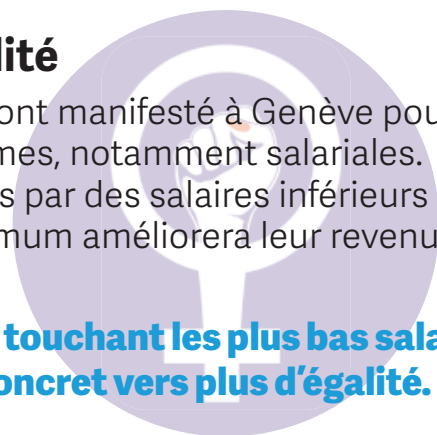 lité
ont manifesté à Genève pou
mes, notamment salariales.
s par des salaires inférieurs
mum améliorera leur revenu
touchant les plus bas sala
oncret vers plus d'égalité.